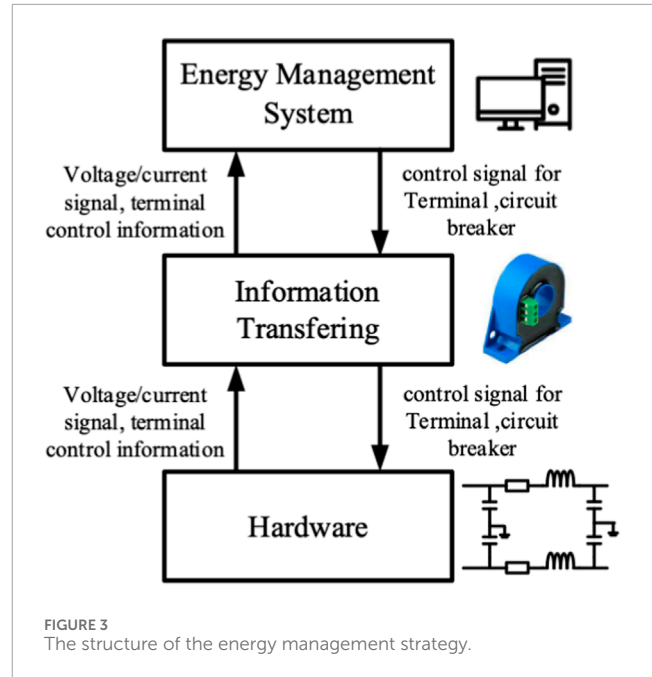 Energy Management
System
Voltage/current
signal, terminal
control information
control signal for
Terminal ,circuit
breaker
Information
Transfering
Voltage/current
signal, terminal
control information
control signal for
Terminal ,circuit
breaker
Hardware
FIGURE 3
The structure of the energy management strategy.